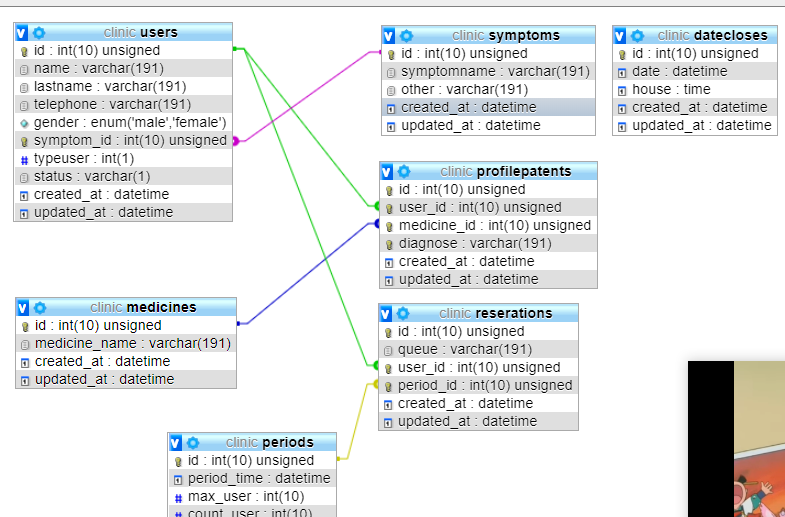 clinic users
id : int(10) unsigned
name : varchar(191)
lastname : varchar(191)
telephone : varchar(191)
gender : enum('male','female')
symptom_id : int(10) unsigned
typeuser : int(1)
status : varchar(1)
created_at : datetime
updated_at : datetime
clinic symptoms
id : int(10) unsigned
symptomname : varchar(191)
other : varchar(191)
created_at : datetime
updated_at : datetime
clinic datecloses
id : int(10) unsigned
date : datetime
house : time
created_at : datetime
updated_at : datetime
clinic profilepatents
id : int(10) unsigned
user_id : int(10) unsigned
medicine_id : int(10) unsigned
diagnose : varchar(191)
created_at : datetime
updated_at : datetime
clinic medicines
id : int(10) unsigned
medicine_name : varchar(191)
created_at : datetime
updated_at : datetime
clinic reserations
id : int(10) unsigned
queue : varchar(191)
user_id : int(10) unsigned
period_id : int(10) unsigned
created_at : datetime
updated_at : datetime
clinic periods
id : int(10) unsigned
period_time : datetime
max_user : int(10)
count_user : int(10)